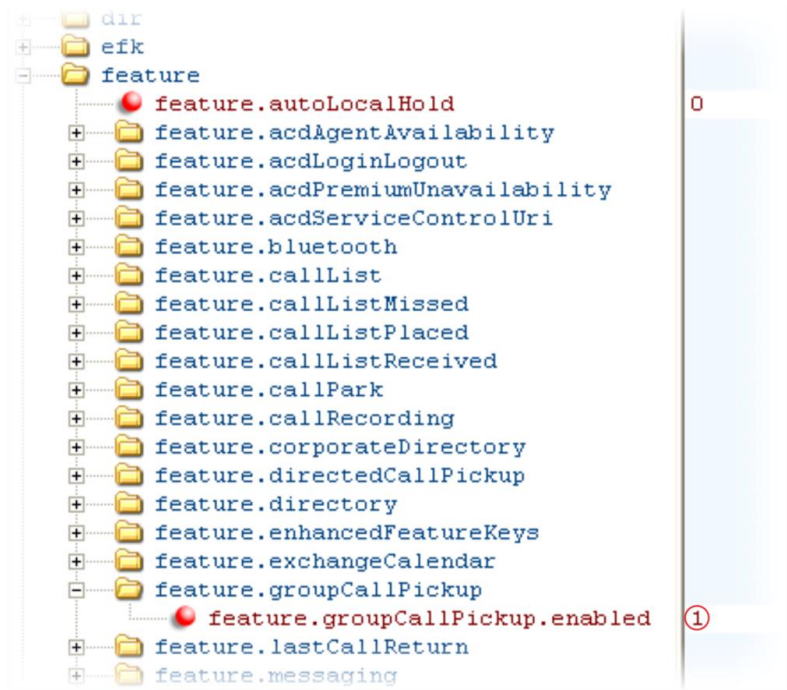 dir
efk
feature
feature.autoLocalHold 0
feature.acdAgentAvailability
feature.acdLoginLogout
feature.acdPremiumUnavailability
feature.acdServiceControlUri
feature.bluetooth
feature.callList
feature.callListMissed
feature.callListPlaced
feature.callListReceived
feature.callPark
feature.callRecording
feature.corporateDirectory
feature.directedCallPickup
feature.directory
feature.enhancedFeatureKeys
feature.exchangeCalendar
feature.groupCallPickup
feature.groupCallPickup.enabled 1
feature.lastCallReturn
feature.messaging